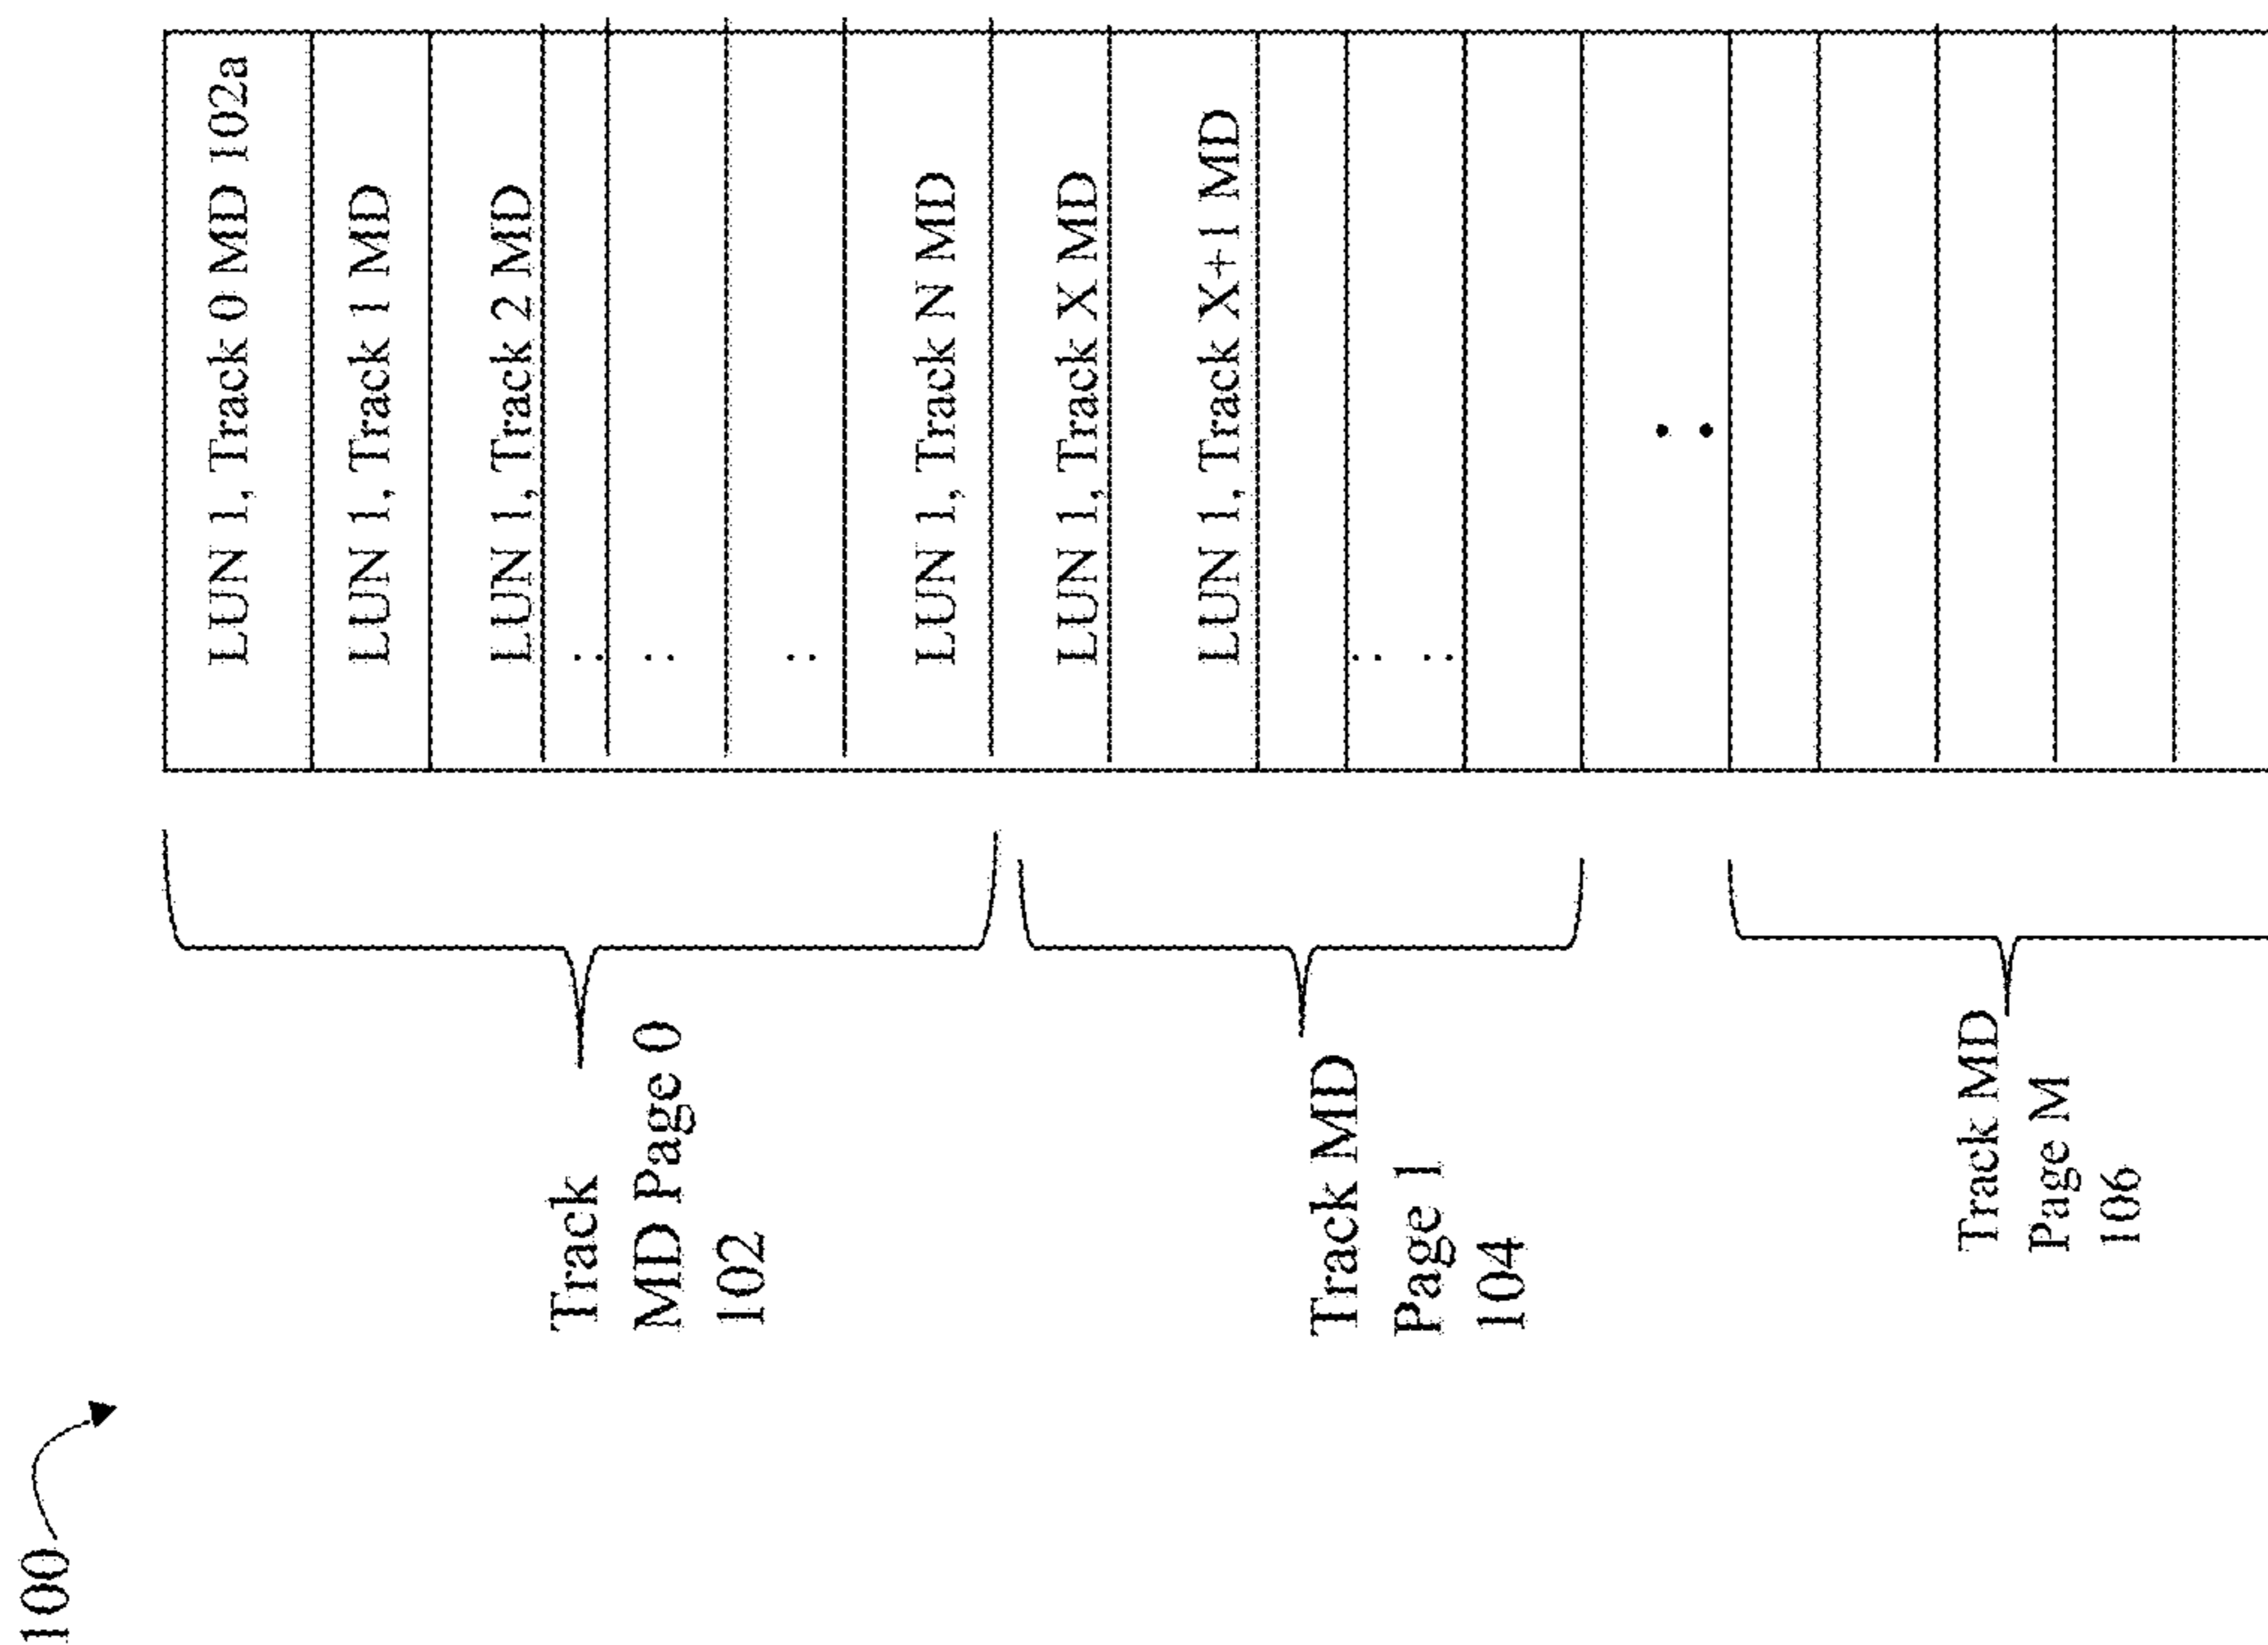 100
Track
MD Page 0
102
LUN 1, Track 0 MD 102a
LUN 1, Track 1 MD
LUN 1, Track 2 MD
LUN 1, Track N MD
Track MD
Page 1
104
LUN 1, Track X MD
LUN 1, Track X+1 MD
Track MD
Page M
106